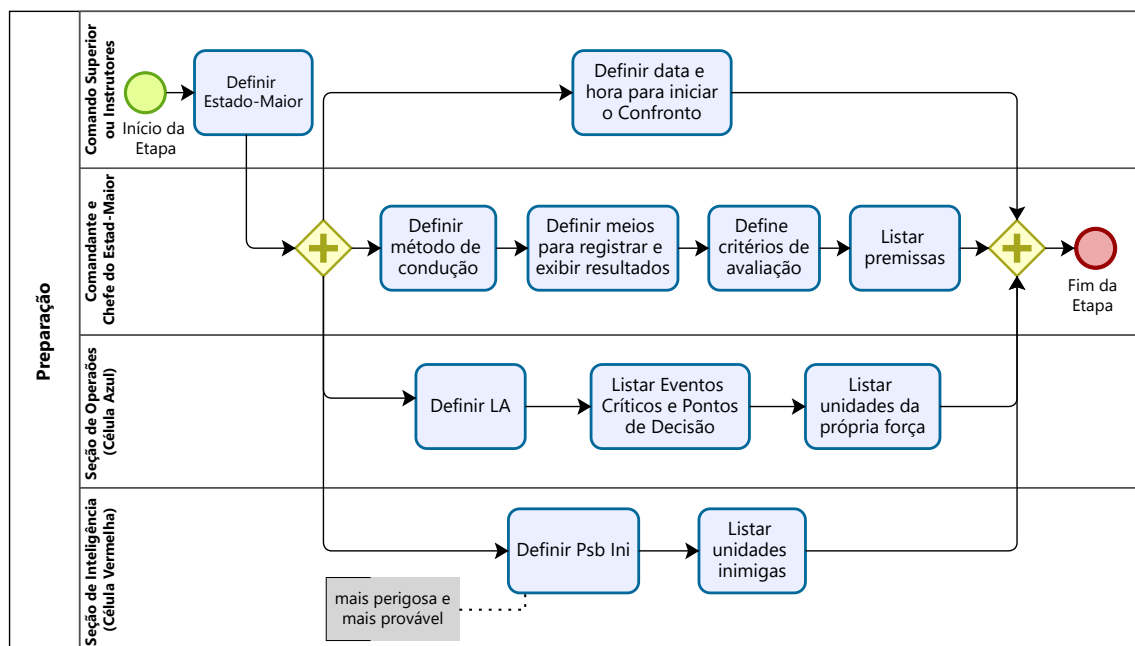 Preparação
Comando Superior
ou Instrutores
Início da
Etapa
Definir
Estado-Maior
Definir data e
hora para iniciar
o Confronto
Comandante e
Chefe do Estad-Maior
Definir
método de
condução
Definir meios
para registrar e
exibir resultados
Define
critérios de
avaliação
Listar
premissas
Fim da
Etapa
Seção de Operaões
(Célula Azul)
Definir LA
Listar Eventos
Críticos e Pontos
de Decisão
Listar
unidades da
própria força
Seção de Inteligência
(Célula Vermelha)
Definir Psb Ini
Listar
unidades
inimigas
mais perigosa e
mais provável